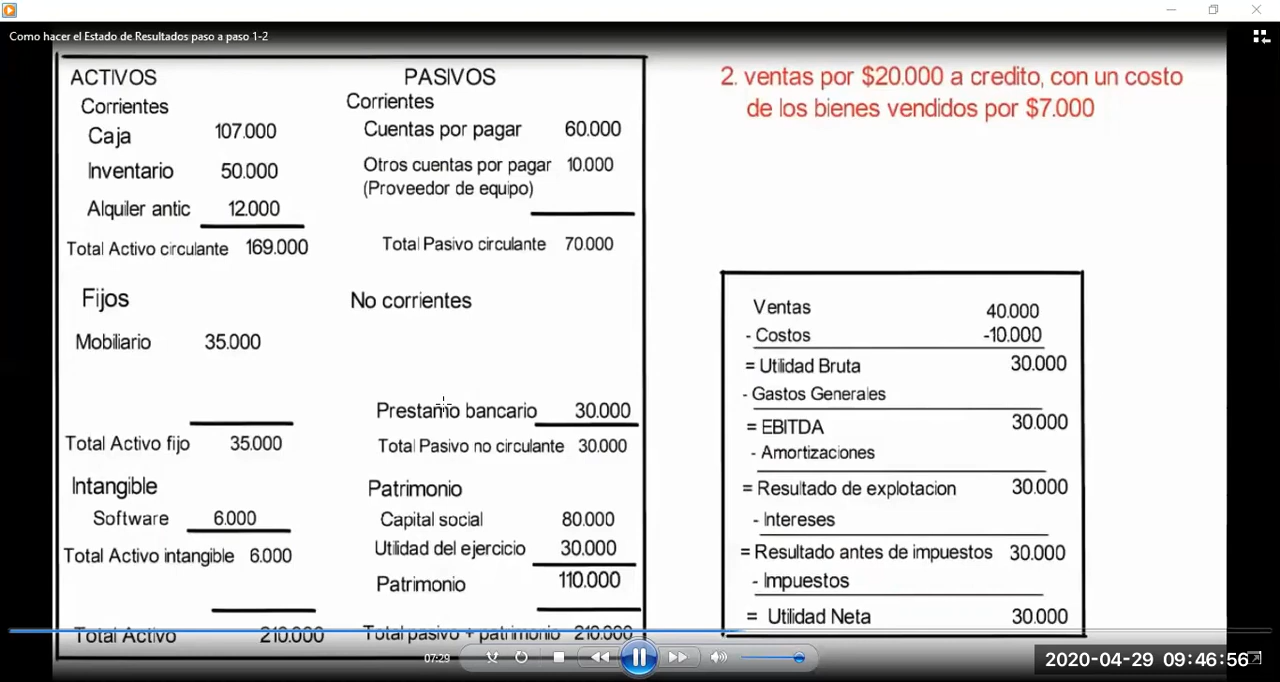 Como hacer el Estado de Resultados paso a paso 1-2
ACTIVOS
Corrientes
Caja 107.000
Inventario 50.000
Alquiler antic 12.000
Total Activo circulante 169.000
Fijos
Mobiliario 35.000
Total Activo fijo 35.000
Intangible
Software 6.000
Total Activo intangible 6.000
Total Activo 210.000
PASIVOS
Corrientes
Cuentas por pagar 60.000
Otros cuentas por pagar 10.000
(Proveedor de equipo)
Total Pasivo circulante 70.000
No corrientes
Prestamo bancario 30.000
Total Pasivo no circulante 30.000
Patrimonio
Capital social 80.000
Utilidad del ejercicio 30.000
Patrimonio 110.000
Total pasivo + patrimonio 210.000
2. ventas por $20.000 a credito, con un costo
de los bienes vendidos por $7.000
Ventas 40.000
- Costos -10.000
= Utilidad Bruta 30.000
- Gastos Generales
= EBITDA 30.000
- Amortizaciones
= Resultado de explotacion 30.000
- Intereses
= Resultado antes de impuestos 30.000
- Impuestos
= Utilidad Neta 30.000
07:29
2020-04-29 09:46:56